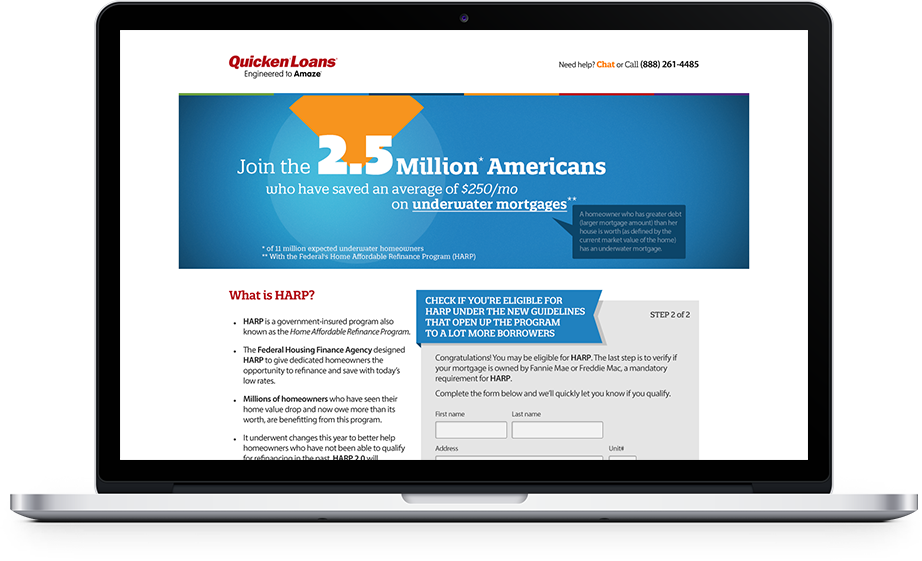 Quicken Loans
Engineered to Amaze
Need help? Chat or Call (888) 261-4485
Join the 2.5 Million* Americans
who have saved an average of $250/mo
on underwater mortgages**
A homeowner who has greater debt
(larger mortgage amount) than her
house is worth (as defined by the
current market value of the home)
has an underwater mortgage.
* of 11 million expected underwater homeowners
** With the Federal's Home Affordable Refinance Program (HARP)
What is HARP?
• HARP is a government-insured program also
known as the Home Affordable Refinance Program.
• The Federal Housing Finance Agency designed
HARP to give dedicated homeowners the
opportunity to refinance and save with today's
low rates.
• Millions of homeowners who have seen their
home value drop and now owe more than its
worth, are benefitting from this program.
• It underwent changes this year to better help
homeowners who have not been able to qualify
for refinancing in the past. HARP 2.0 will
CHECK IF YOU'RE ELIGIBLE FOR
HARP UNDER THE NEW GUIDELINES
THAT OPEN UP THE PROGRAM
TO A LOT MORE BORROWERS
STEP 2 of 2
Congratulations! You may be eligible for HARP. The last step is to verify if
your mortgage is owned by Fannie Mae or Freddie Mac, a mandatory
requirement for HARP.
Complete the form below and we'll quickly let you know if you qualify.
First name Last name
Address Unit#